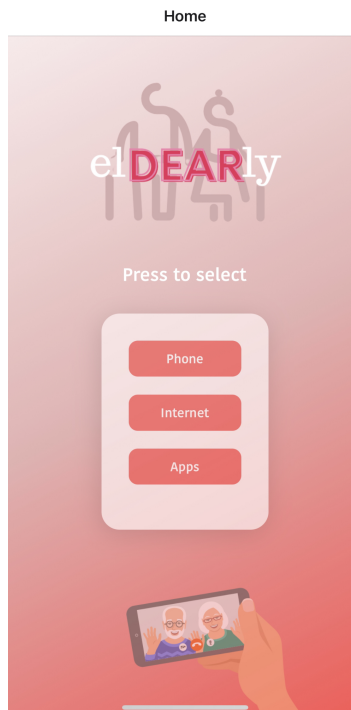 Home
elDEARly
Press to select
Phone
Internet
Apps